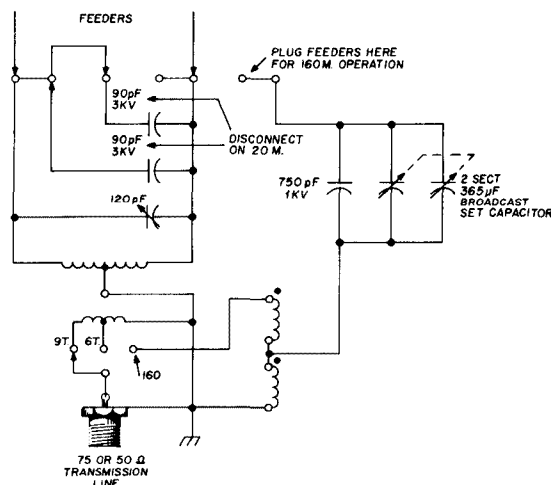 FEEDERS
PLUG FEEDERS HERE
FOR 160M. OPERATION
90pF
3KV
90pF
3KV
DISCONNECT
ON 20 M.
120pF
750pF
1KV
2 SECT
365µF
BROADCAST
SET CAPACITOR
9T.
6T.
160
75 OR 50 Ω
TRANSMISSION
LINE